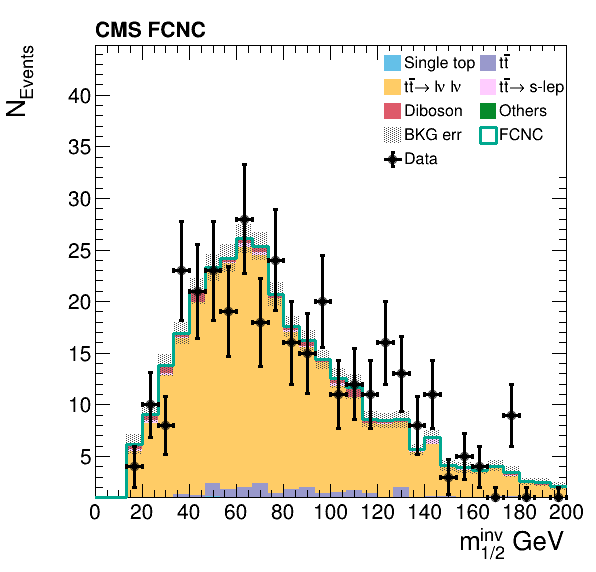 CMS FCNC
N_Events
Single top
tt̄
tt̄→ lν lν
tt̄→ s-lep
Diboson
Others
BKG err
FCNC
Data
40
35
30
25
20
15
10
5
0 20 40 60 80 100 120 140 160 180 200
m^inv_1/2 GeV